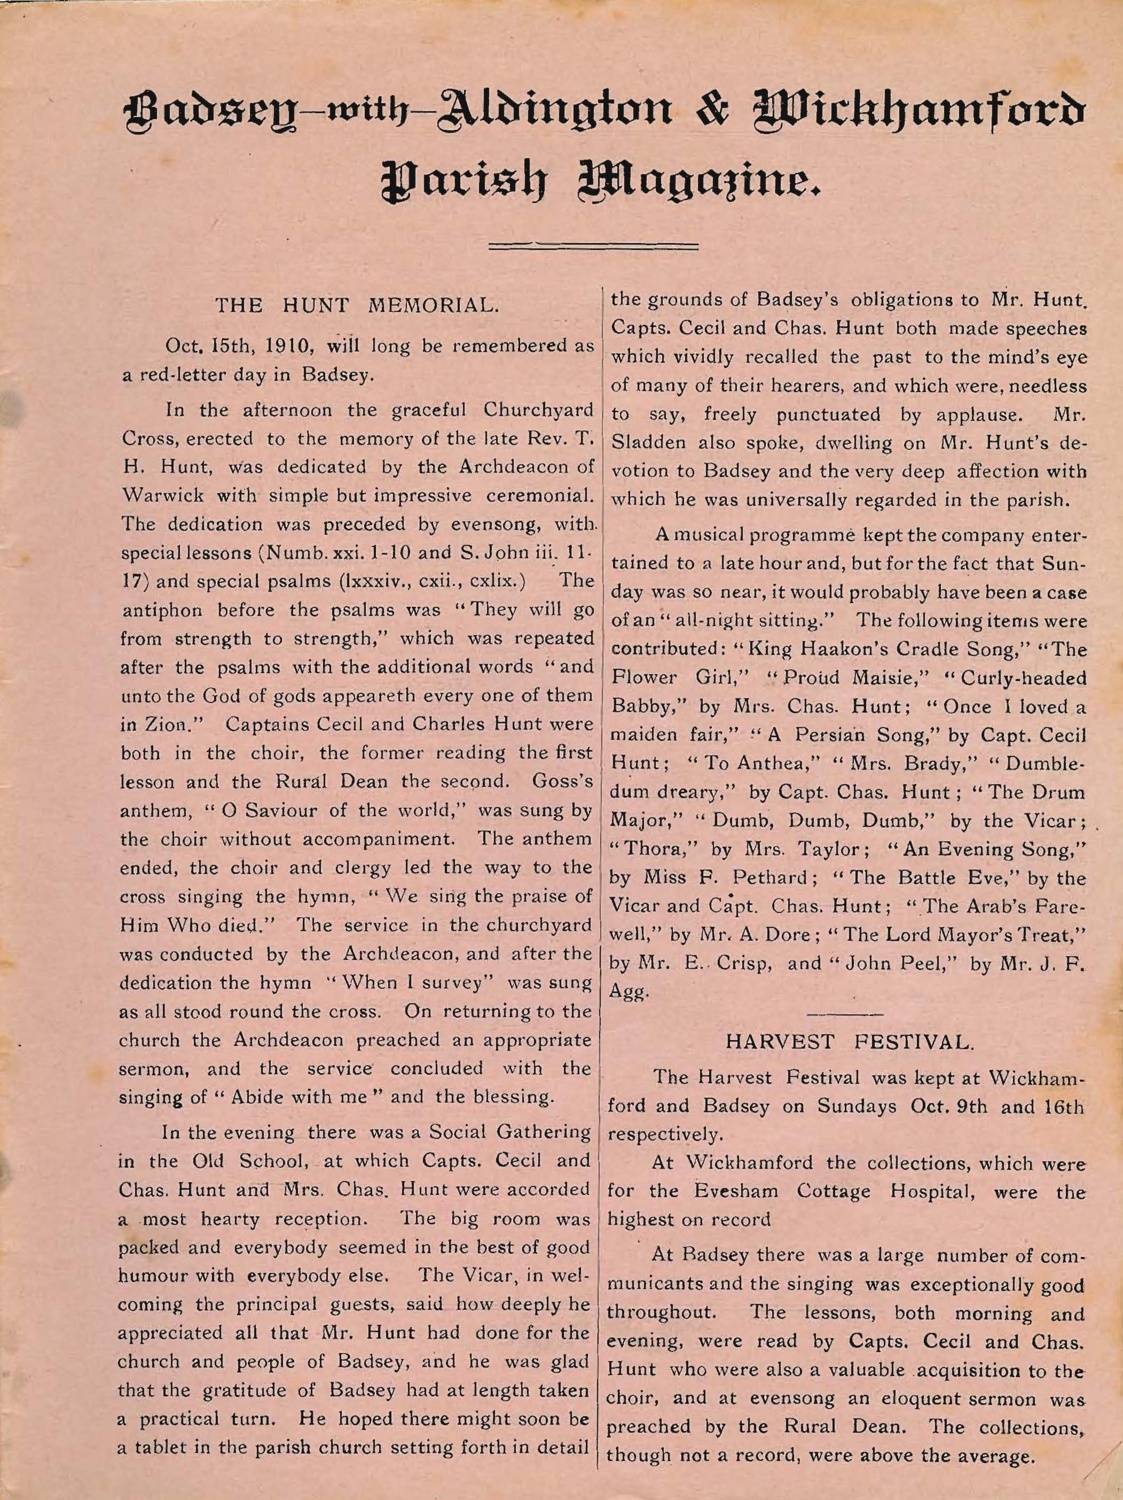 Badsey-with-Aldington & Wickhamford
Parish Magazine.
THE HUNT MEMORIAL.
Oct. 15th, 1910, will long be remembered as
a red-letter day in Badsey.
In the afternoon the graceful Churchyard
Cross, erected to the memory of the late Rev. T.
H. Hunt, was dedicated by the Archdeacon of
Warwick with simple but impressive ceremonial.
The dedication was preceded by evensong, with
special lessons (Numb. xxi. 1-10 and S. John iii. 11-
17) and special psalms (lxxxiv., cxii., cxlix.) The
antiphon before the psalms was "They will go
from strength to strength," which was repeated
after the psalms with the additional words "and
unto the God of gods appeareth every one of them
in Zion." Captains Cecil and Charles Hunt were
both in the choir, the former reading the first
lesson and the Rural Dean the second. Goss's
anthem, "O Saviour of the world," was sung by
the choir without accompaniment. The anthem
ended, the choir and clergy led the way to the
cross singing the hymn, "We sing the praise of
Him Who died." The service in the churchyard
was conducted by the Archdeacon, and after the
dedication the hymn "When I survey" was sung
as all stood round the cross. On returning to the
church the Archdeacon preached an appropriate
sermon, and the service concluded with the
singing of "Abide with me" and the blessing.
In the evening there was a Social Gathering
in the Old School, at which Capts. Cecil and
Chas. Hunt and Mrs. Chas. Hunt were accorded
a most hearty reception. The big room was
packed and everybody seemed in the best of good
humour with everybody else. The Vicar, in wel-
coming the principal guests, said how deeply he
appreciated all that Mr. Hunt had done for the
church and people of Badsey, and he was glad
that the gratitude of Badsey had at length taken
a practical turn. He hoped there might soon be
a tablet in the parish church setting forth in detail
the grounds of Badsey's obligations to Mr. Hunt.
Capts. Cecil and Chas. Hunt both made speeches
which vividly recalled the past to the mind's eye
of many of their hearers, and which were, needless
to say, freely punctuated by applause. Mr.
Sladden also spoke, dwelling on Mr. Hunt's de-
votion to Badsey and the very deep affection with
which he was universally regarded in the parish.
A musical programme kept the company enter-
tained to a late hour and, but for the fact that Sun-
day was so near, it would probably have been a case
of an "all-night sitting." The following items were
contributed: "King Haakon's Cradle Song," "The
Flower Girl," "Proud Maisie," "Curly-headed
Babby," by Mrs. Chas. Hunt; "Once I loved a
maiden fair," "A Persian Song," by Capt. Cecil
Hunt; "To Anthea," "Mrs. Brady," "Dumble-
dum dreary," by Capt. Chas. Hunt; "The Drum
Major," "Dumb, Dumb, Dumb," by the Vicar;
"Thora," by Mrs. Taylor; "An Evening Song,"
by Miss F. Pethard; "The Battle Eve," by the
Vicar and Capt. Chas. Hunt; "The Arab's Fare-
well," by Mr. A. Dore; "The Lord Mayor's Treat,"
by Mr. E. Crisp, and "John Peel," by Mr. J. F.
Agg.
HARVEST FESTIVAL.
The Harvest Festival was kept at Wickham-
ford and Badsey on Sundays Oct. 9th and 16th
respectively.
At Wickhamford the collections, which were
for the Evesham Cottage Hospital, were the
highest on record
At Badsey there was a large number of com-
municants and the singing was exceptionally good
throughout. The lessons, both morning and
evening, were read by Capts. Cecil and Chas.
Hunt who were also a valuable acquisition to the
choir, and at evensong an eloquent sermon was
preached by the Rural Dean. The collections,
though not a record, were above the average.